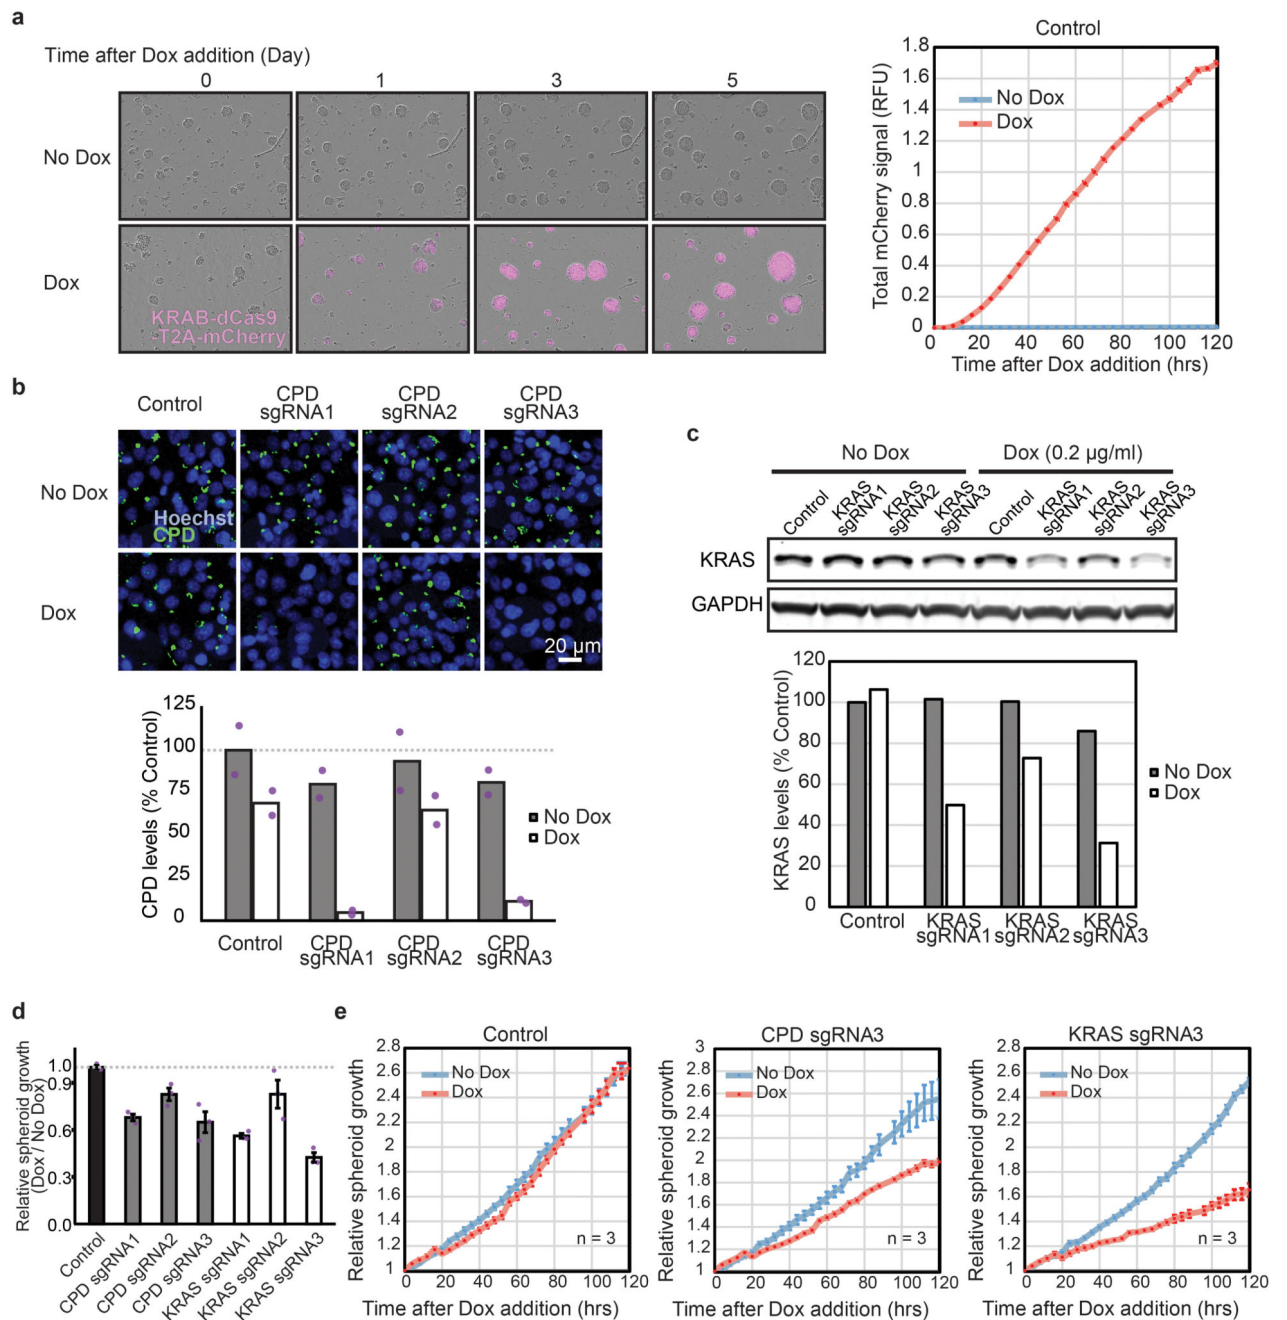 a
Time after Dox addition (Day)
0 1 3 5
No Dox
Dox
KRAB-dCas9
-T2A-mCherry
Control
Total mCherry signal (RFU)
1.8
1.6
1.4
1.2
1
0.8
0.6
0.4
0.2
0
No Dox
Dox
0 20 40 60 80 100 120
Time after Dox addition (hrs)
b
Control
CPD
sgRNA1
CPD
sgRNA2
CPD
sgRNA3
No Dox
Hoechst
CPD
Dox
20 µm
CPD levels (% Control)
125
100
75
50
25
0
No Dox
Dox
Control
CPD
sgRNA1
CPD
sgRNA2
CPD
sgRNA3
c
No Dox
Dox (0.2 µg/ml)
Control
KRAS
sgRNA1
KRAS
sgRNA2
KRAS
sgRNA3
Control
KRAS
sgRNA1
KRAS
sgRNA2
KRAS
sgRNA3
KRAS
GAPDH
KRAS levels (% Control)
120
100
80
60
40
20
0
No Dox
Dox
Control
KRAS
sgRNA1
KRAS
sgRNA2
KRAS
sgRNA3
d
Relative spheroid growth
(Dox / No Dox)
1.0
0.9
0.6
0.3
0.0
Control
CPD sgRNA1
CPD sgRNA2
CPD sgRNA3
KRAS sgRNA1
KRAS sgRNA2
KRAS sgRNA3
e
Control
Relative spheroid growth
2.8
2.6
2.4
2.2
2
1.8
1.6
1.4
1.2
1
No Dox
Dox
n = 3
0 20 40 60 80 100 120
Time after Dox addition (hrs)
CPD sgRNA3
Relative spheroid growth
3
2.8
2.6
2.4
2.2
2
1.8
1.6
1.4
1.2
1
No Dox
Dox
n = 3
0 20 40 60 80 100 120
Time after Dox addition (hrs)
KRAS sgRNA3
Relative spheroid growth
2.8
2.6
2.4
2.2
2
1.8
1.6
1.4
1.2
1
No Dox
Dox
n = 3
0 20 40 60 80 100 120
Time after Dox addition (hrs)